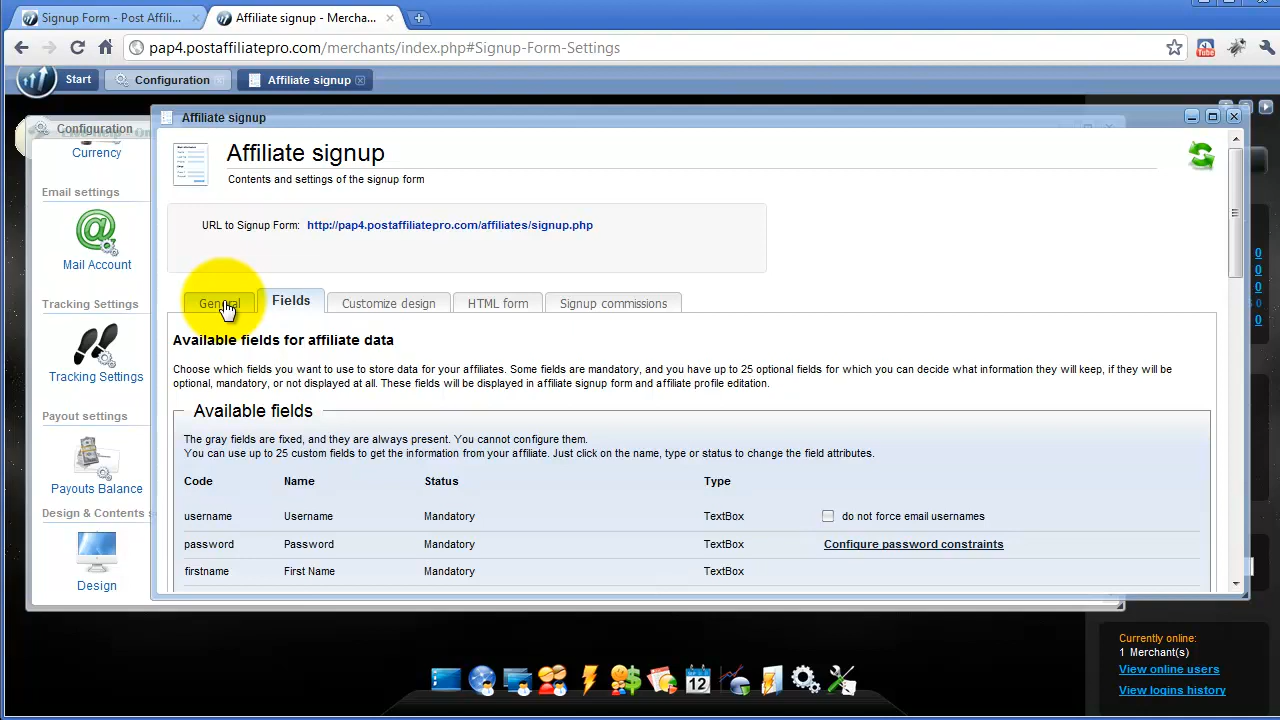 Signup Form - Post Affili...
Affiliate signup - Merchan...
pap4.postaffiliatepro.com/merchants/index.php#Signup-Form-Settings
You Tube
Start
Configuration
Affiliate signup
Configuration
Currency
Email settings
Mail Account
Tracking Settings
Tracking Settings
Payout settings
Payouts Balance
Design & Contents s
Design
Affiliate signup
Affiliate signup
Contents and settings of the signup form
URL to Signup Form: http://pap4.postaffiliatepro.com/affiliates/signup.php
General
Fields
Customize design
HTML form
Signup commissions
Available fields for affiliate data
Choose which fields you want to use to store data for your affiliates. Some fields are mandatory, and you have up to 25 optional fields for which you can decide what information they will keep, if they will be
optional, mandatory, or not displayed at all. These fields will be displayed in affiliate signup form and affiliate profile editation.
Available fields
The gray fields are fixed, and they are always present. You cannot configure them.
You can use up to 25 custom fields to get the information from your affiliate. Just click on the name, type or status to change the field attributes.
Code Name Status Type
username Username Mandatory TextBox do not force email usernames
password Password Mandatory TextBox Configure password constraints
firstname First Name Mandatory TextBox
0
0
0
0
0
12
Currently online:
1 Merchant(s)
View online users
View logins history